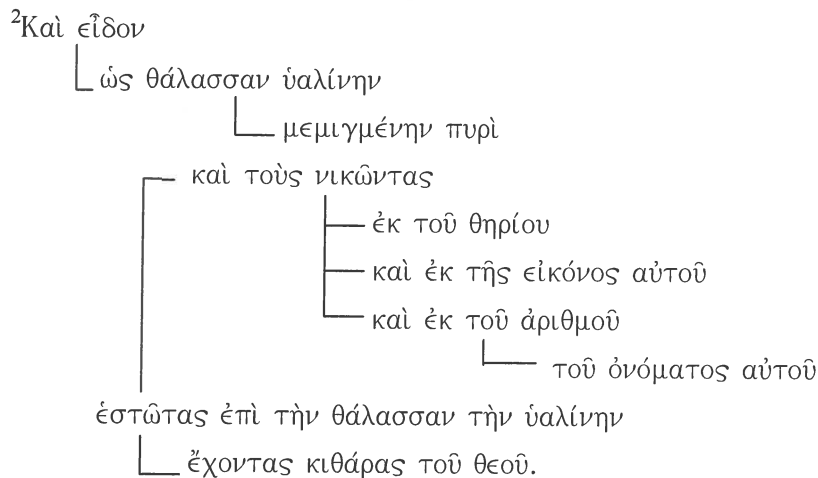 ²Καὶ εἶδον
ὡς θάλασσαν ὑαλίνην
μεμιγμένην πυρὶ
καὶ τοὺς νικῶντας
ἐκ τοῦ θηρίου
καὶ ἐκ τῆς εἰκόνος αὐτοῦ
καὶ ἐκ τοῦ ἀριθμοῦ
τοῦ ὀνόματος αὐτοῦ
ἑστῶτας ἐπὶ τὴν θάλασσαν τὴν ὑαλίνην
ἔχοντας κιθάρας τοῦ θεοῦ.